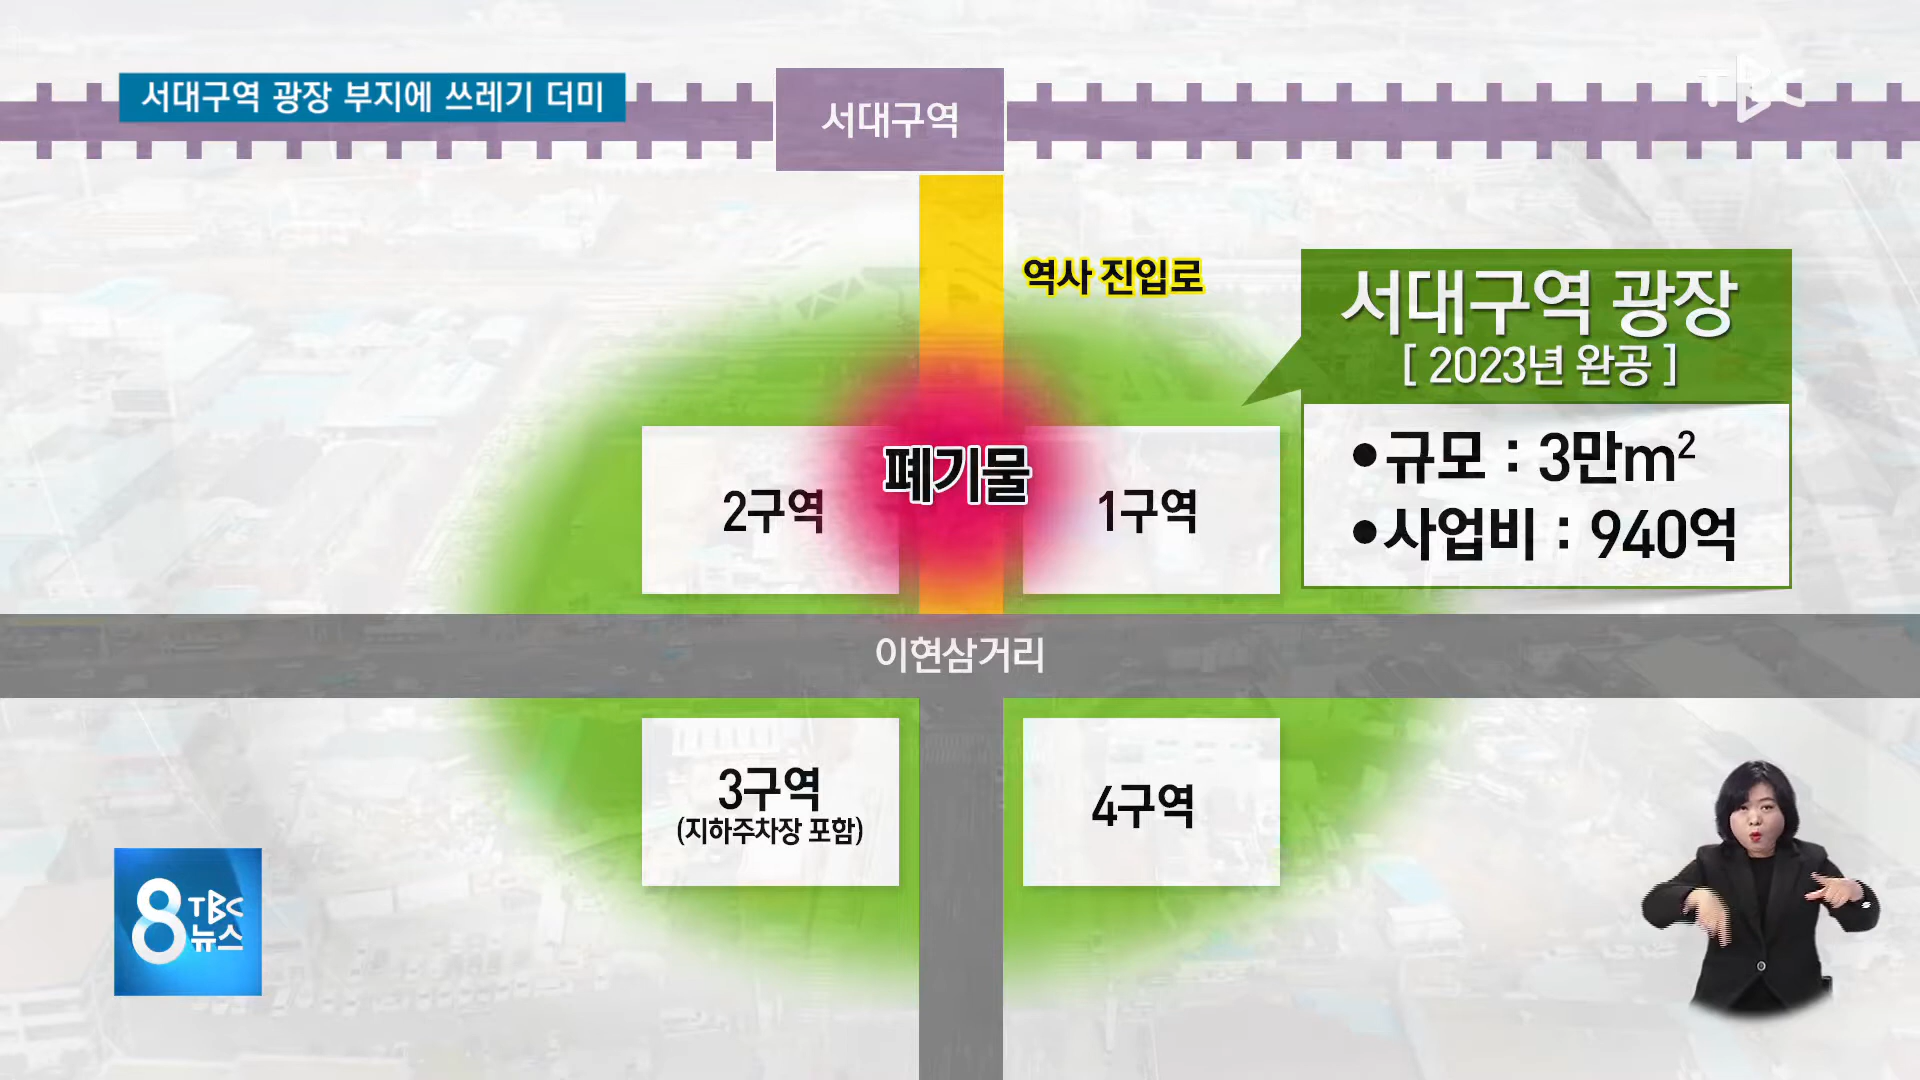 서대구역 광장 부지에 쓰레기 더미
서대구역
TBC
역사 진입로
서대구역 광장
[ 2023년 완공 ]
•규모 : 3만m²
•사업비 : 940억
폐기물
2구역
1구역
이현삼거리
3구역
(지하주차장 포함)
4구역
8 TBC
뉴스